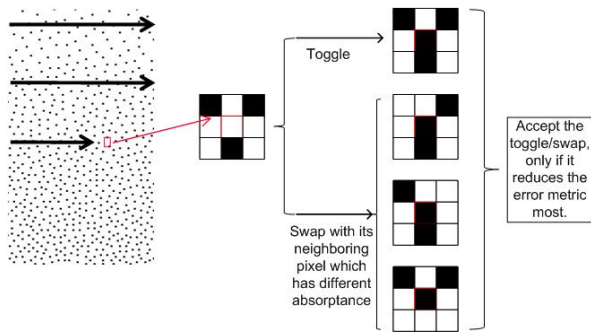 Toggle
Swap with its
neighboring
pixel which
has different
absorptance
Accept the
toggle/swap,
only if it
reduces the
error metric
most.